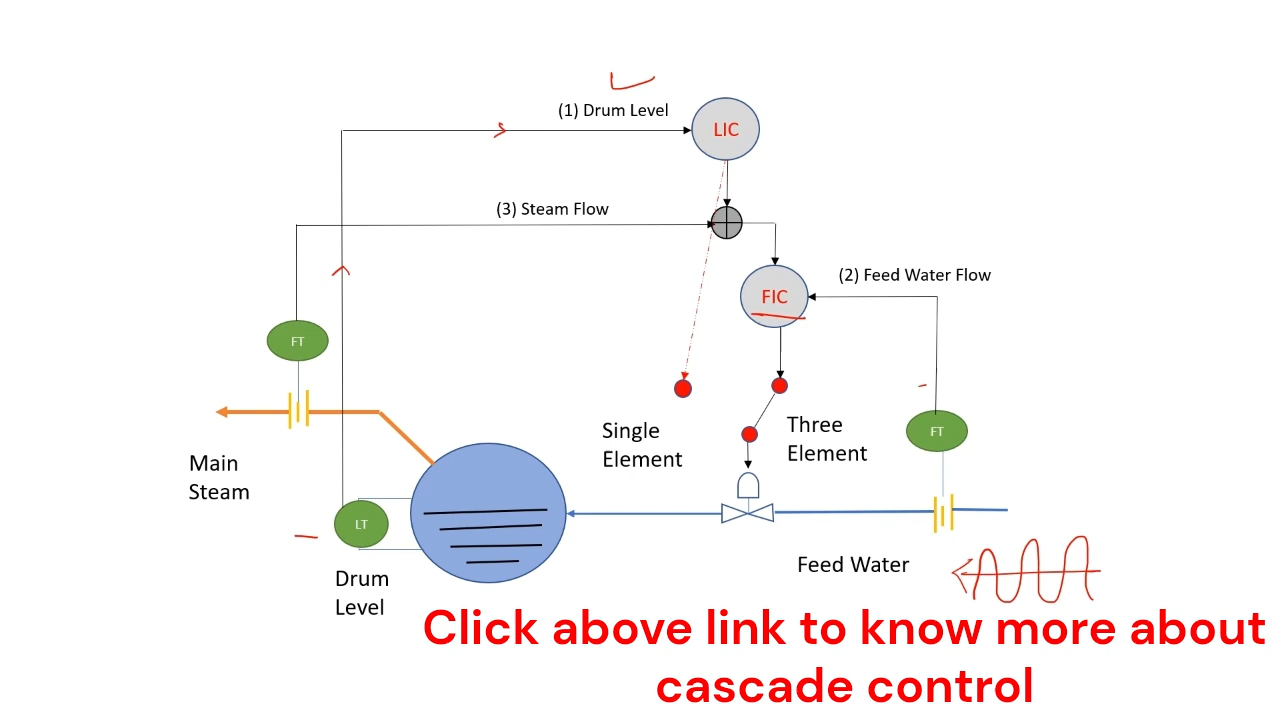 (1) Drum Level
LIC
(3) Steam Flow
(2) Feed Water Flow
FIC
FT
Single
Element
Three
Element
FT
Main
Steam
LT
Drum
Level
Feed Water
Click above link to know more about
cascade control